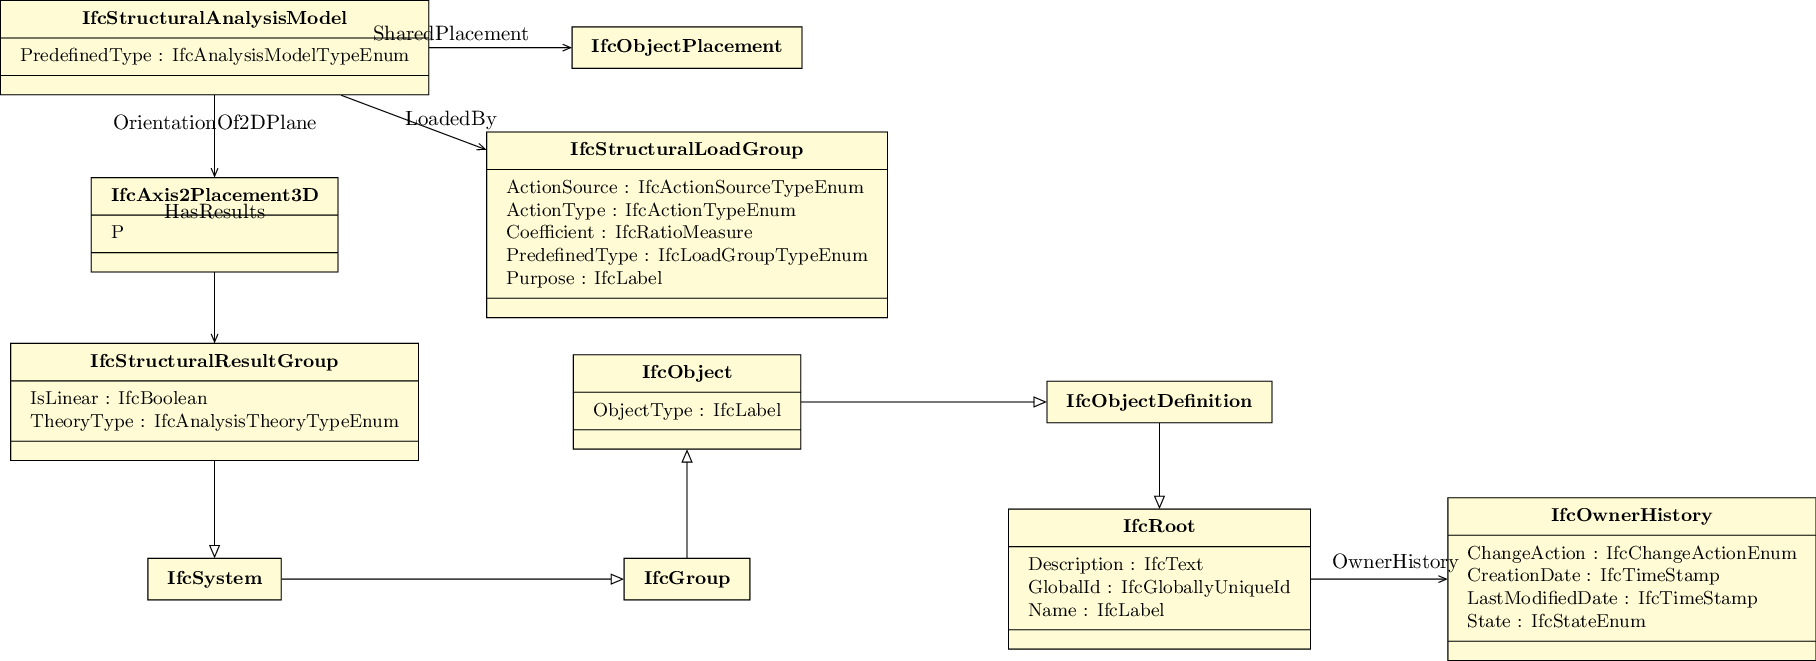 IfcStructuralAnalysisModel
PredefinedType : IfcAnalysisModelTypeEnum
SharedPlacement
IfcObjectPlacement
OrientationOf2DPlane
LoadedBy
IfcStructuralLoadGroup
ActionSource : IfcActionSourceTypeEnum
ActionType : IfcActionTypeEnum
Coefficient : IfcRatioMeasure
PredefinedType : IfcLoadGroupTypeEnum
Purpose : IfcLabel
IfcAxis2Placement3D
HasResults
P
IfcStructuralResultGroup
IsLinear : IfcBoolean
TheoryType : IfcAnalysisTheoryTypeEnum
IfcObject
ObjectType : IfcLabel
IfcObjectDefinition
IfcSystem
IfcGroup
IfcRoot
Description : IfcText
GlobalId : IfcGloballyUniqueId
Name : IfcLabel
OwnerHistory
IfcOwnerHistory
ChangeAction : IfcChangeActionEnum
CreationDate : IfcTimeStamp
LastModifiedDate : IfcTimeStamp
State : IfcStateEnum